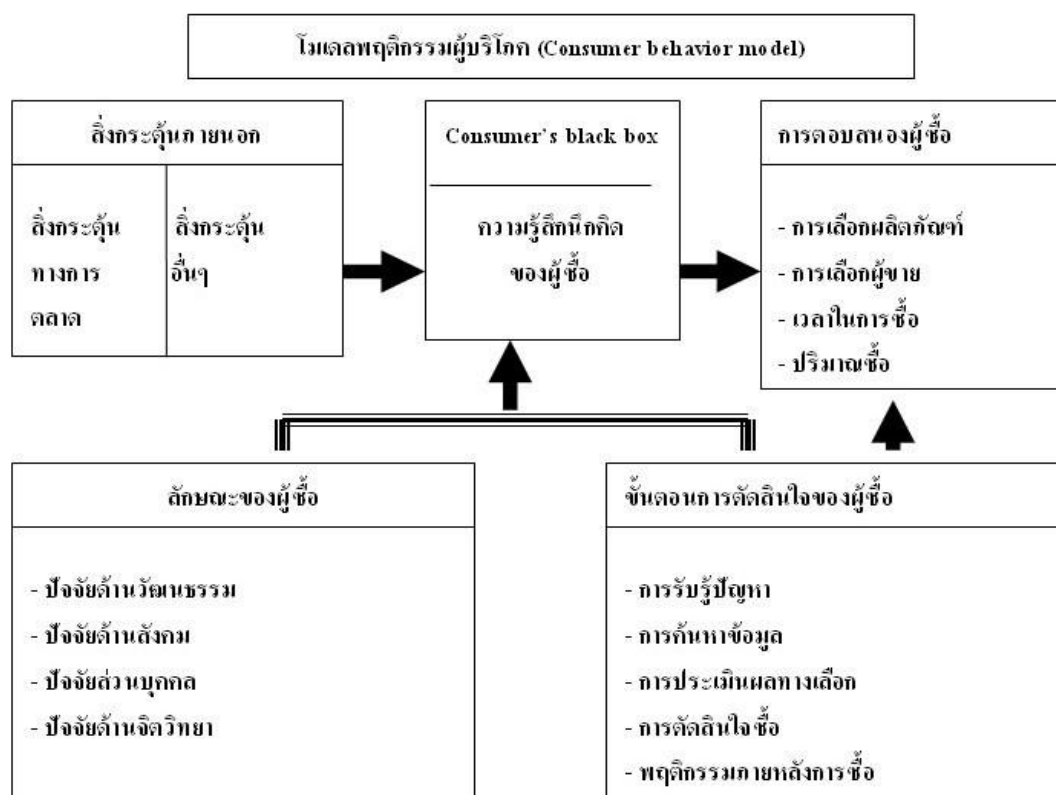 โมเดลพฤติกรรมผู้บริโภค (Consumer behavior model)
สิ่งกระตุ้นภายนอก
สิ่งกระตุ้น
ทางการ
ตลาด
สิ่งกระตุ้น
อื่นๆ
Consumer's black box
ความรู้สึกนึกคิด
ของผู้ซื้อ
การตอบสนองผู้ซื้อ
- การเลือกผลิตภัณฑ์
- การเลือกผู้ขาย
- เวลาในการซื้อ
- ปริมาณซื้อ
ลักษณะของผู้ซื้อ
- ปัจจัยด้านวัฒนธรรม
- ปัจจัยด้านสังคม
- ปัจจัยส่วนบุคคล
- ปัจจัยด้านจิตวิทยา
ขั้นตอนการตัดสินใจของผู้ซื้อ
- การรับรู้ปัญหา
- การค้นหาข้อมูล
- การประเมินผลทางเลือก
- การตัดสินใจซื้อ
- พฤติกรรมภายหลังการซื้อ